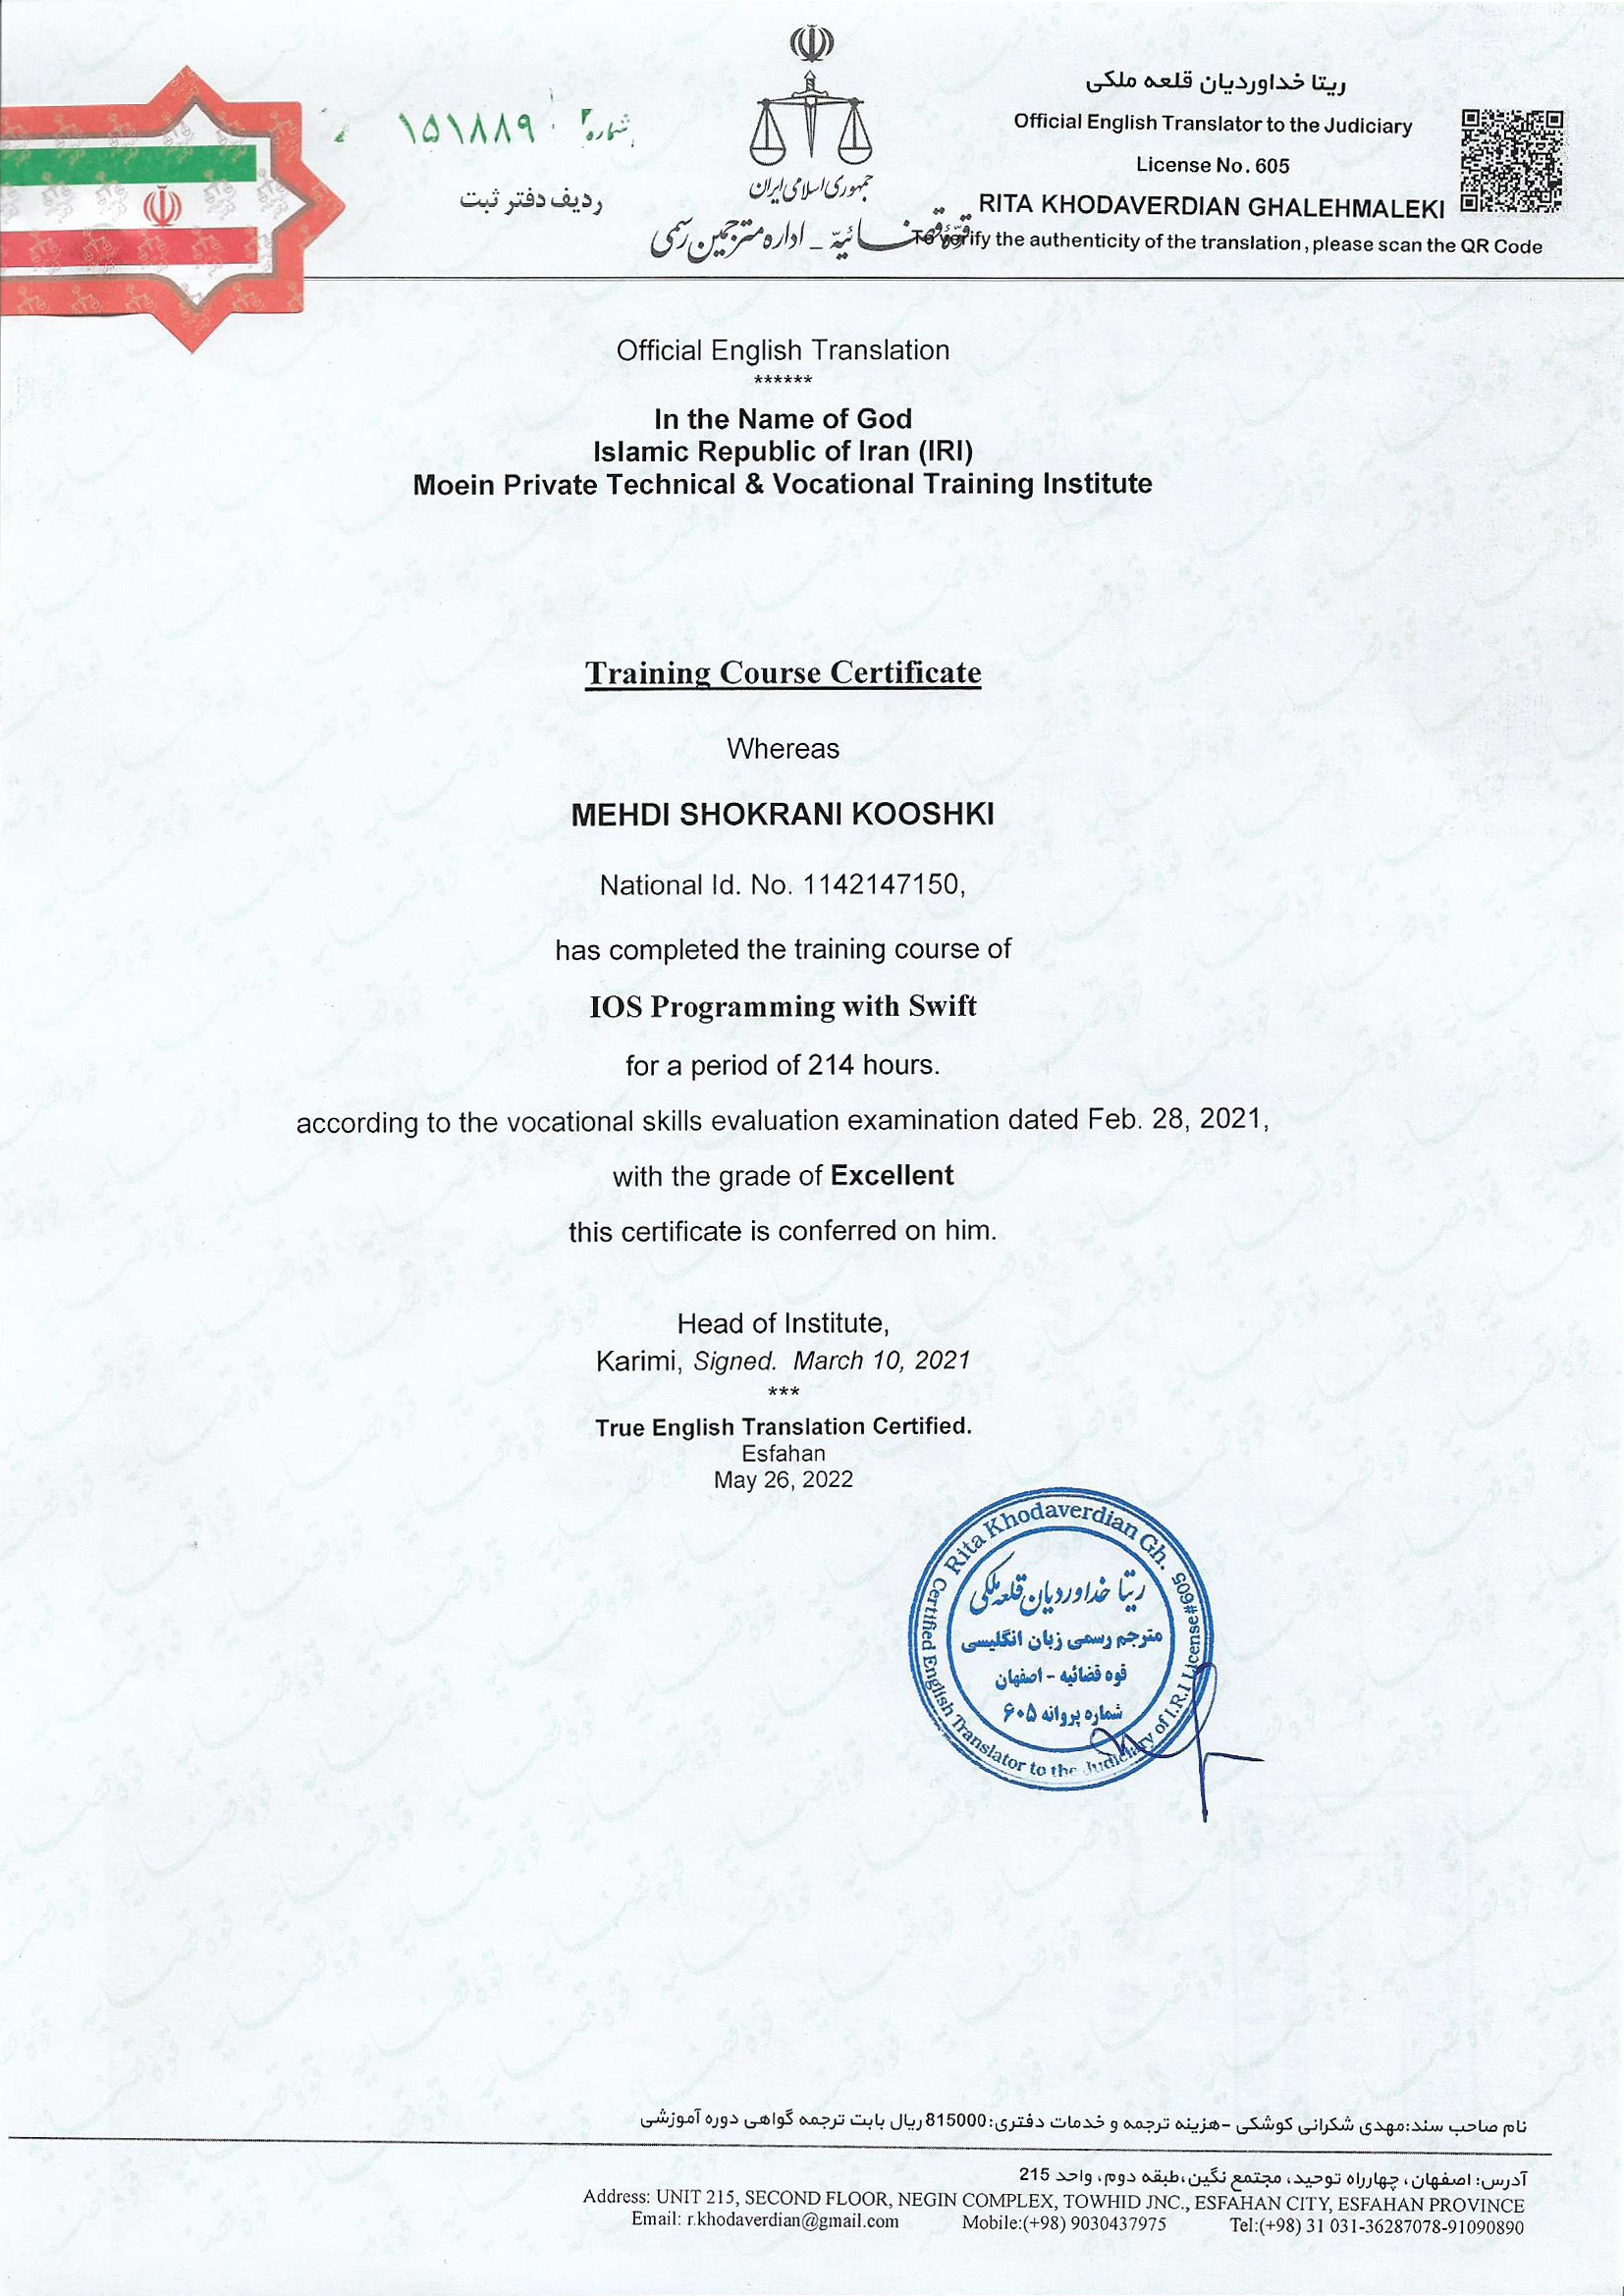 ریتا خداوردیان قلعه ملکی
Official English Translator to the Judiciary
License No. 605
RITA KHODAVERDIAN GHALEHMALEKI
To verify the authenticity of the translation, please scan the QR Code
جمهوری اسلامی ایران
قوه قضائیه – اداره مترجمین رسمی
شماره ۱۵۱۸۸۹
ردیف دفتر ثبت
Official English Translation
******
In the Name of God
Islamic Republic of Iran (IRI)
Moein Private Technical & Vocational Training Institute
Training Course Certificate
Whereas
MEHDI SHOKRANI KOOSHKI
National Id. No. 1142147150,
has completed the training course of
IOS Programming with Swift
for a period of 214 hours.
according to the vocational skills evaluation examination dated Feb. 28, 2021,
with the grade of Excellent
this certificate is conferred on him.
Head of Institute,
Karimi, Signed. March 10, 2021
***
True English Translation Certified.
Esfahan
May 26, 2022
Rita Khodaverdian Gh.
Certified English Translator to the Judiciary of I.R.I License#605
ریتا خداوردیان قلعه ملکی
مترجم رسمی زبان انگلیسی
قوه قضائیه - اصفهان
شماره پروانه ۶۰۵
نام صاحب سند:مهدی شکرانی کوشکی -هزینه ترجمه و خدمات دفتری:815000ریال بابت ترجمه گواهی دوره آموزشی
آدرس: اصفهان، چهارراه توحید، مجتمع نگین،طبقه دوم، واحد 215
Address: UNIT 215, SECOND FLOOR, NEGIN COMPLEX, TOWHID JNC., ESFAHAN CITY, ESFAHAN PROVINCE
Email: r.khodaverdian@gmail.com Mobile:(+98) 9030437975 Tel:(+98) 31 031-36287078-91090890